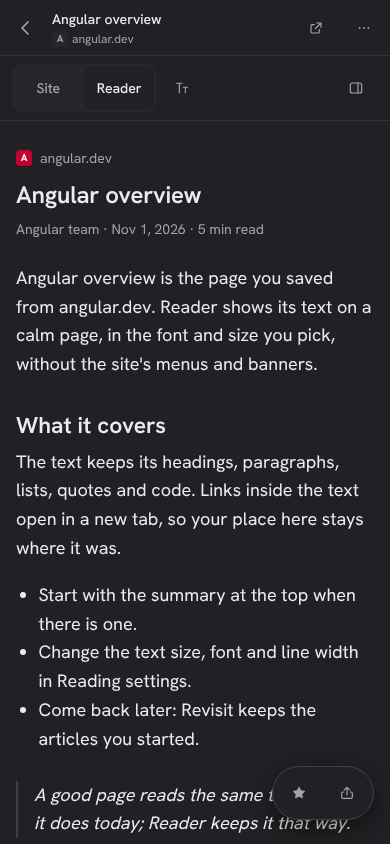 Angular overview
A angular.dev
Site Reader Tт
A angular.dev
Angular overview
Angular team · Nov 1, 2026 · 5 min read
Angular overview is the page you saved
from angular.dev. Reader shows its text on a
calm page, in the font and size you pick,
without the site's menus and banners.
What it covers
The text keeps its headings, paragraphs,
lists, quotes and code. Links inside the text
open in a new tab, so your place here stays
where it was.
• Start with the summary at the top when
there is one.
• Change the text size, font and line width
in Reading settings.
• Come back later: Revisit keeps the
articles you started.
A good page reads the same
it does today; Reader keeps it that way.